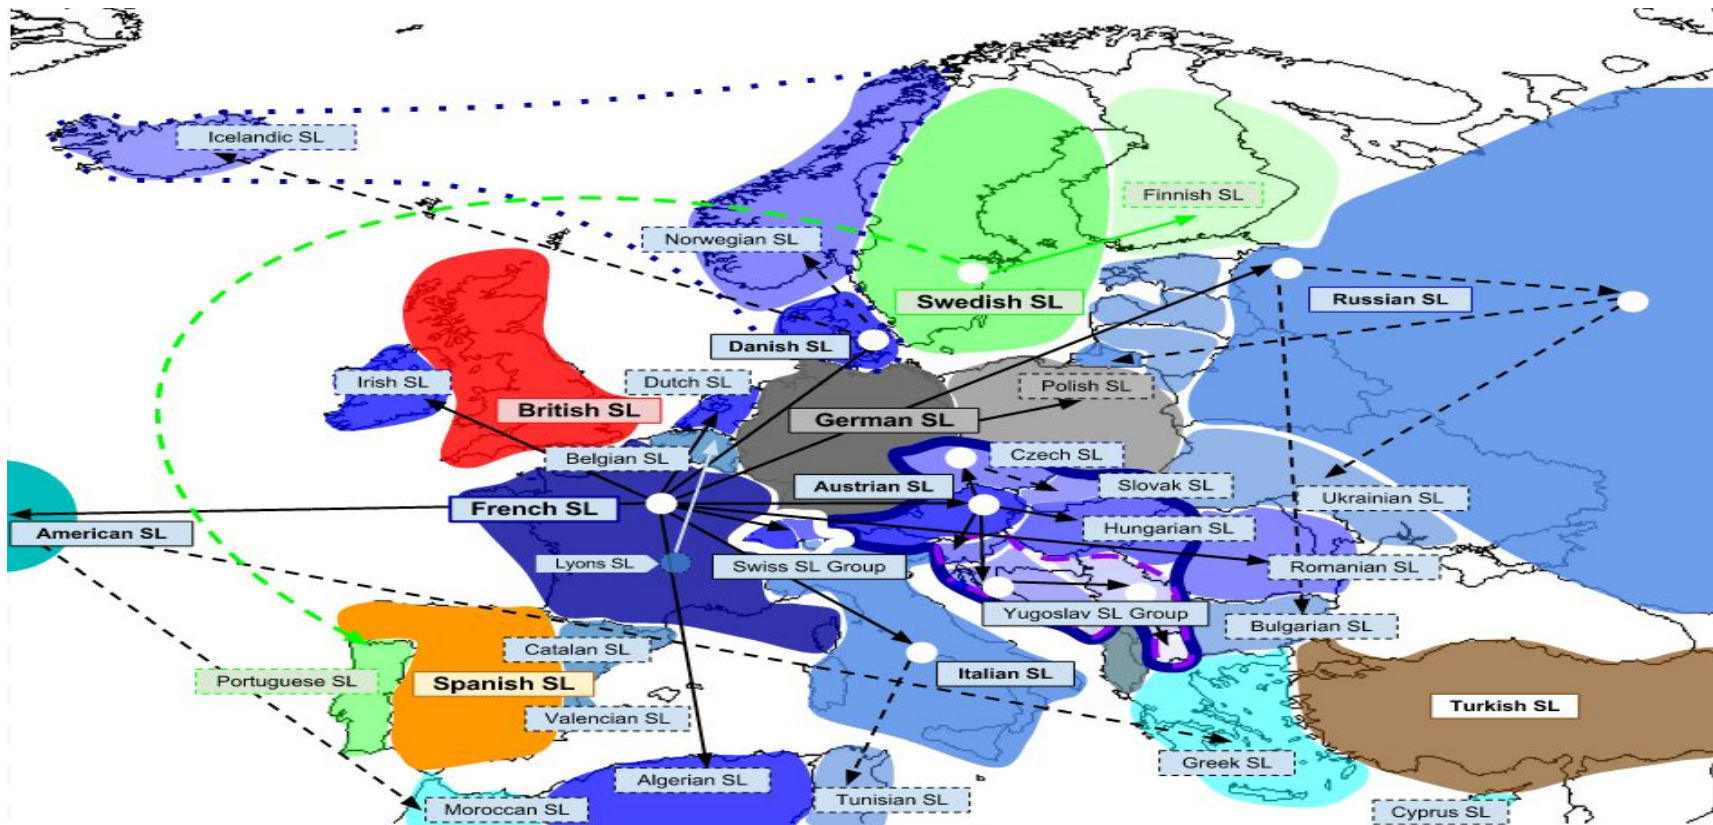 Icelandic SL
Finnish SL
Norwegian SL
Swedish SL
Russian SL
Danish SL
Irish SL
Dutch SL
Polish SL
British SL
German SL
Belgian SL
Czech SL
Austrian SL
Slovak SL
Ukrainian SL
French SL
Hungarian SL
American SL
Lyons SL
Swiss SL Group
Romanian SL
Yugoslav SL Group
Bulgarian SL
Catalan SL
Portuguese SL
Spanish SL
Italian SL
Turkish SL
Valencian SL
Greek SL
Algerian SL
Tunisian SL
Moroccan SL
Cyprus SL